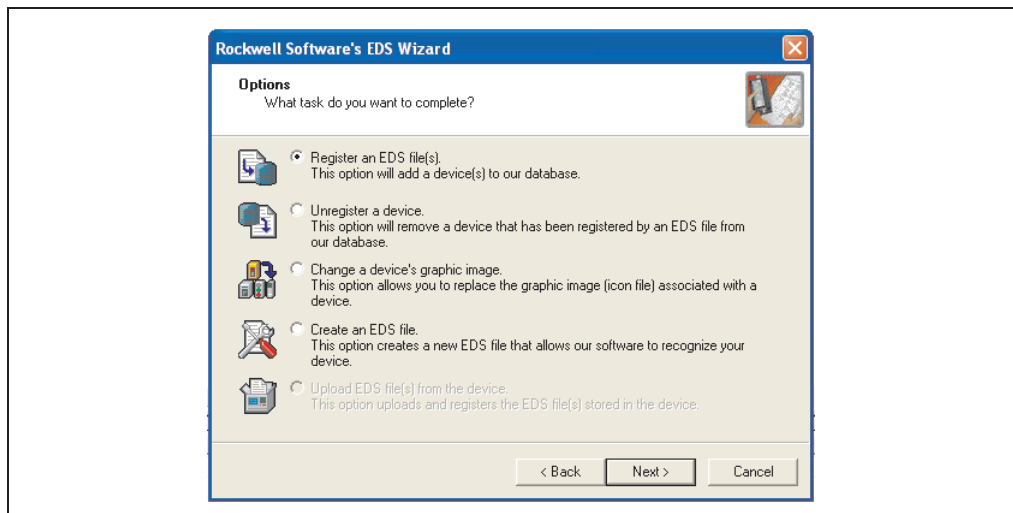 Rockwell Software's EDS Wizard
Options
What task do you want to complete?
Register an EDS file(s).
This option will add a device(s) to our database.
Unregister a device.
This option will remove a device that has been registered by an EDS file from
our database.
Change a device's graphic image.
This option allows you to replace the graphic image (icon file) associated with a
device.
Create an EDS file.
This option creates a new EDS file that allows our software to recognize your
device.
Upload EDS file(s) from the device.
This option uploads and registers the EDS file(s) stored in the device.
< Back
Next >
Cancel